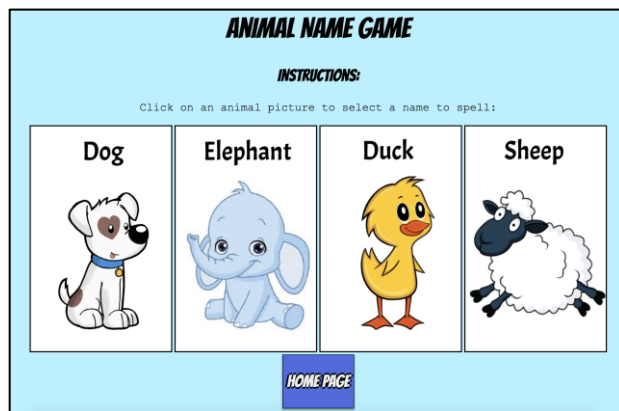 ANIMAL NAME GAME
INSTRUCTIONS:
Click on an animal picture to select a name to spell:
Dog Elephant Duck Sheep
HOME PAGE